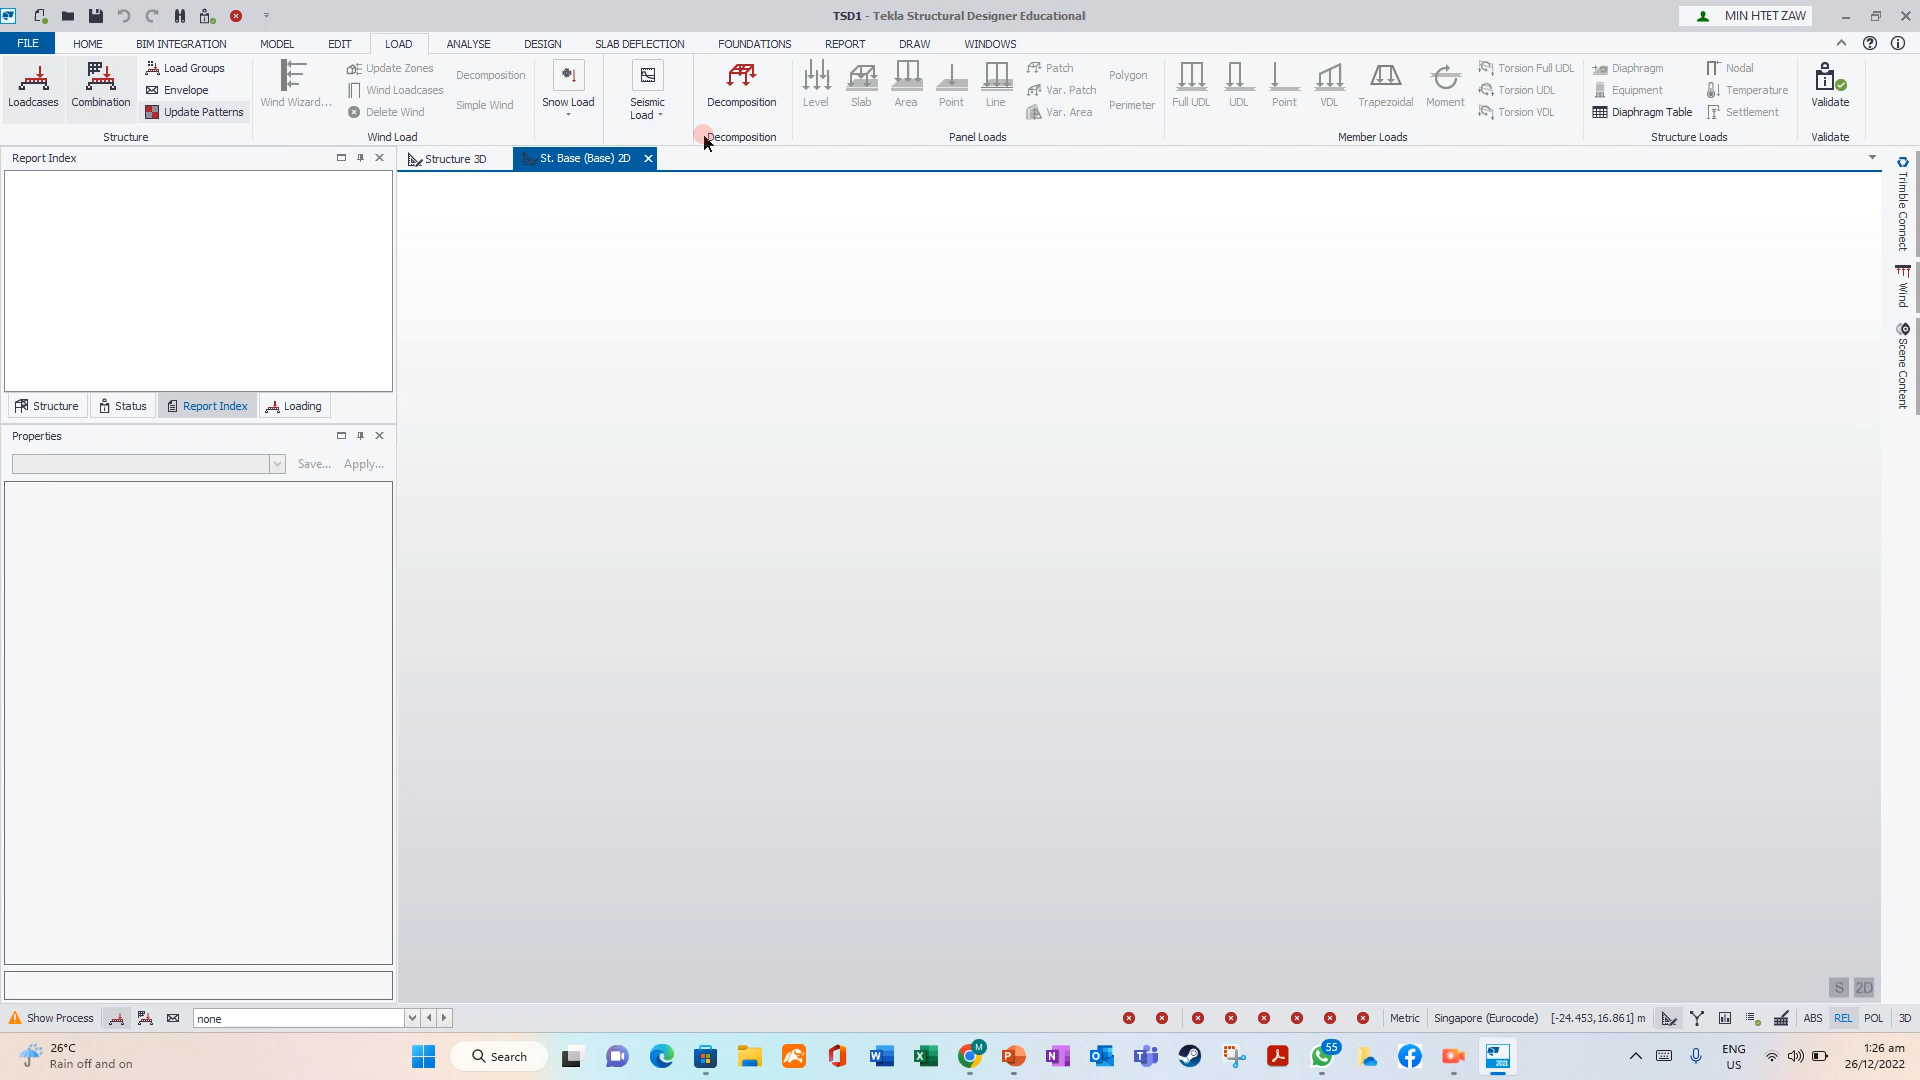 TSD1 - Tekla Structural Designer Educational
MIN HTET ZAW
FILE HOME BIM INTEGRATION MODEL EDIT LOAD ANALYSE DESIGN SLAB DEFLECTION FOUNDATIONS REPORT DRAW WINDOWS
Loadcases
Combination
Load Groups
Envelope
Update Patterns
Structure
Wind Wizard...
Update Zones
Wind Loadcases
Delete Wind
Decomposition
Simple Wind
Wind Load
Snow Load
Seismic
Load
Decomposition
Decomposition
Level
Slab
Area
Point
Line
Patch
Var. Patch
Var. Area
Polygon
Perimeter
Panel Loads
Full UDL
UDL
Point
VDL
Trapezoidal
Moment
Torsion Full UDL
Torsion UDL
Torsion VDL
Member Loads
Diaphragm
Equipment
Diaphragm Table
Nodal
Temperature
Settlement
Structure Loads
Validate
Validate
Report Index
Structure 3D
St. Base (Base) 2D
Trimble Connect
Wind
Scene Content
Structure
Status
Report Index
Loading
Properties
Save...
Apply...
S 2D
Show Process
none
Metric
Singapore (Eurocode)
[-24.453,16.861] m
ABS REL POL 3D
26°C
Rain off and on
Search
M
55
2021
ENG
US
1:26 am
26/12/2022